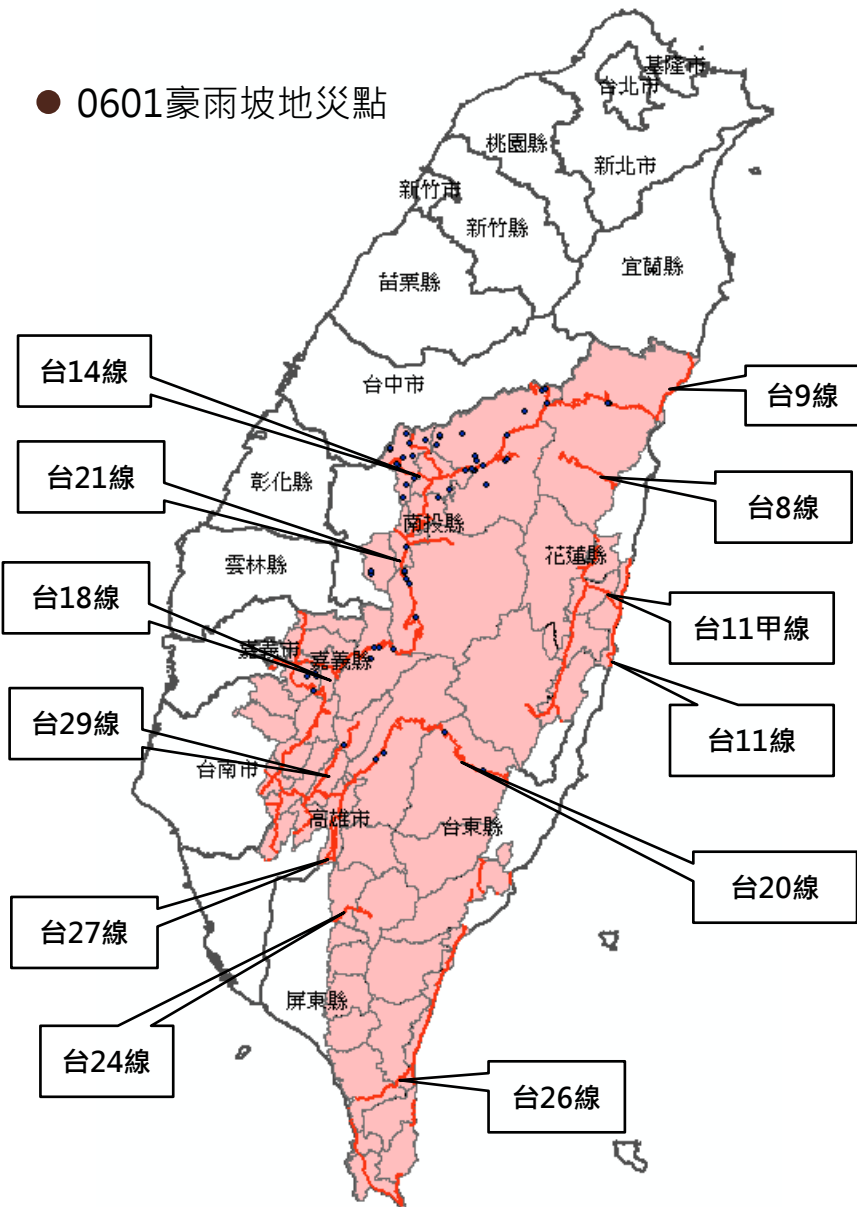 0601豪雨坡地災點
基隆市
台北市
桃園縣
新北市
新竹市
新竹縣
宜蘭縣
苗栗縣
台14線
台中市
台9線
台21線
彰化縣
台8線
南投縣
花蓮縣
雲林縣
台18線
台11甲線
嘉義市
嘉義縣
台29線
台11線
台南市
高雄市
台東縣
台20線
台27線
屏東縣
台24線
台26線